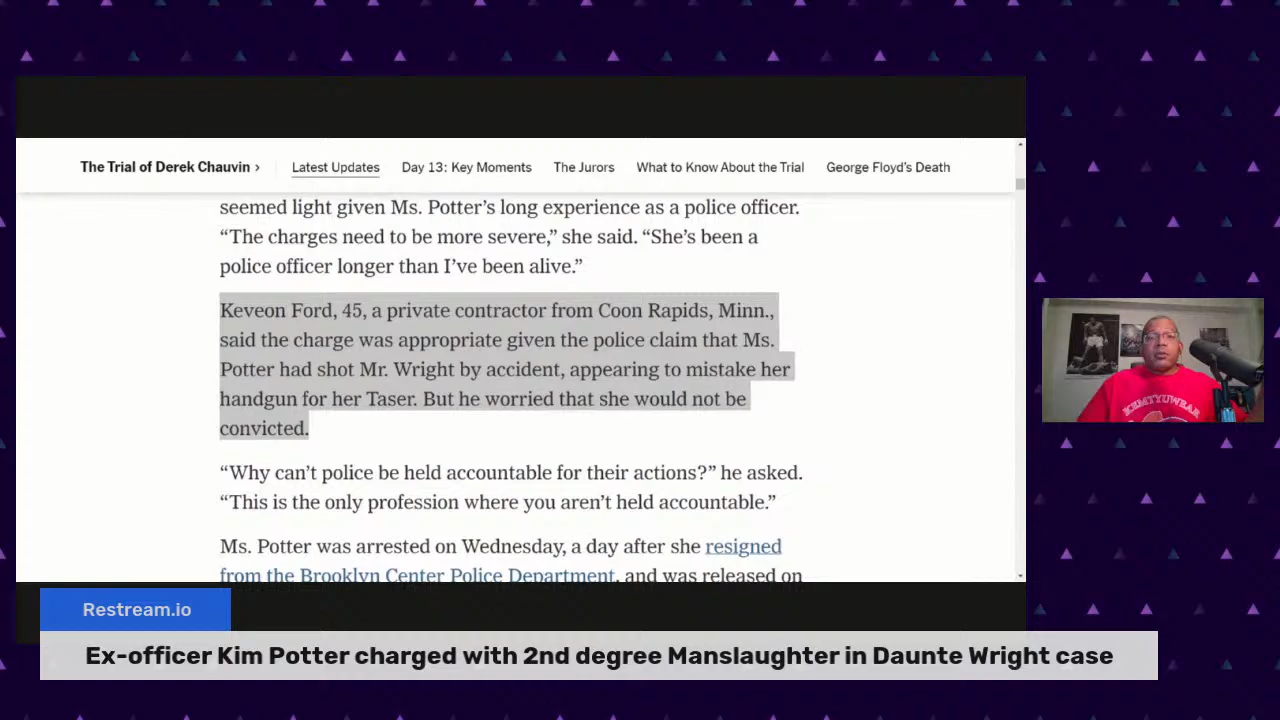 The Trial of Derek Chauvin ›
Latest Updates
Day 13: Key Moments
The Jurors
What to Know About the Trial
George Floyd's Death
seemed light given Ms. Potter's long experience as a police officer.
“The charges need to be more severe,” she said. “She's been a
police officer longer than I've been alive.”
Keveon Ford, 45, a private contractor from Coon Rapids, Minn.,
said the charge was appropriate given the police claim that Ms.
Potter had shot Mr. Wright by accident, appearing to mistake her
handgun for her Taser. But he worried that she would not be
convicted.
“Why can't police be held accountable for their actions?” he asked.
“This is the only profession where you aren't held accountable.”
Ms. Potter was arrested on Wednesday, a day after she resigned
from the Brooklyn Center Police Department, and was released on
KEMTYUWEAR
Restream.io
Ex-officer Kim Potter charged with 2nd degree Manslaughter in Daunte Wright case